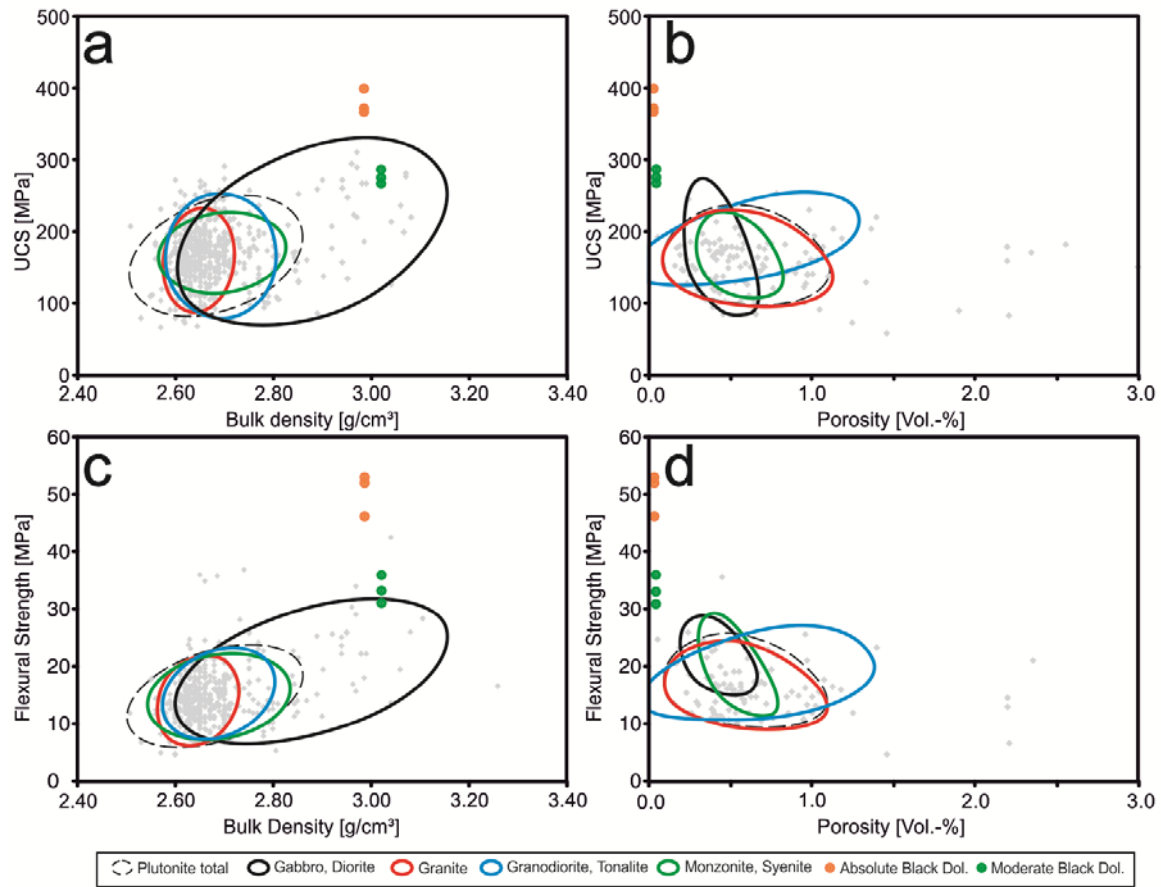 a
500
400
300
200
100
0
UCS [MPa]
2.40 2.60 2.80 3.00 3.20 3.40
Bulk density [g/cm³]
b
500
400
300
200
100
0
UCS [MPa]
0.0 1.0 2.0 3.0
Porosity [Vol.-%]
c
60
50
40
30
20
10
0
Flexural Strength [MPa]
2.40 2.60 2.80 3.00 3.20 3.40
Bulk Density [g/cm³]
d
60
50
40
30
20
10
0
Flexural Strength [MPa]
0.0 1.0 2.0 3.0
Porosity [Vol.-%]
Plutonite total Gabbro, Diorite Granite Granodiorite, Tonalite Monzonite, Syenite Absolute Black Dol. Moderate Black Dol.